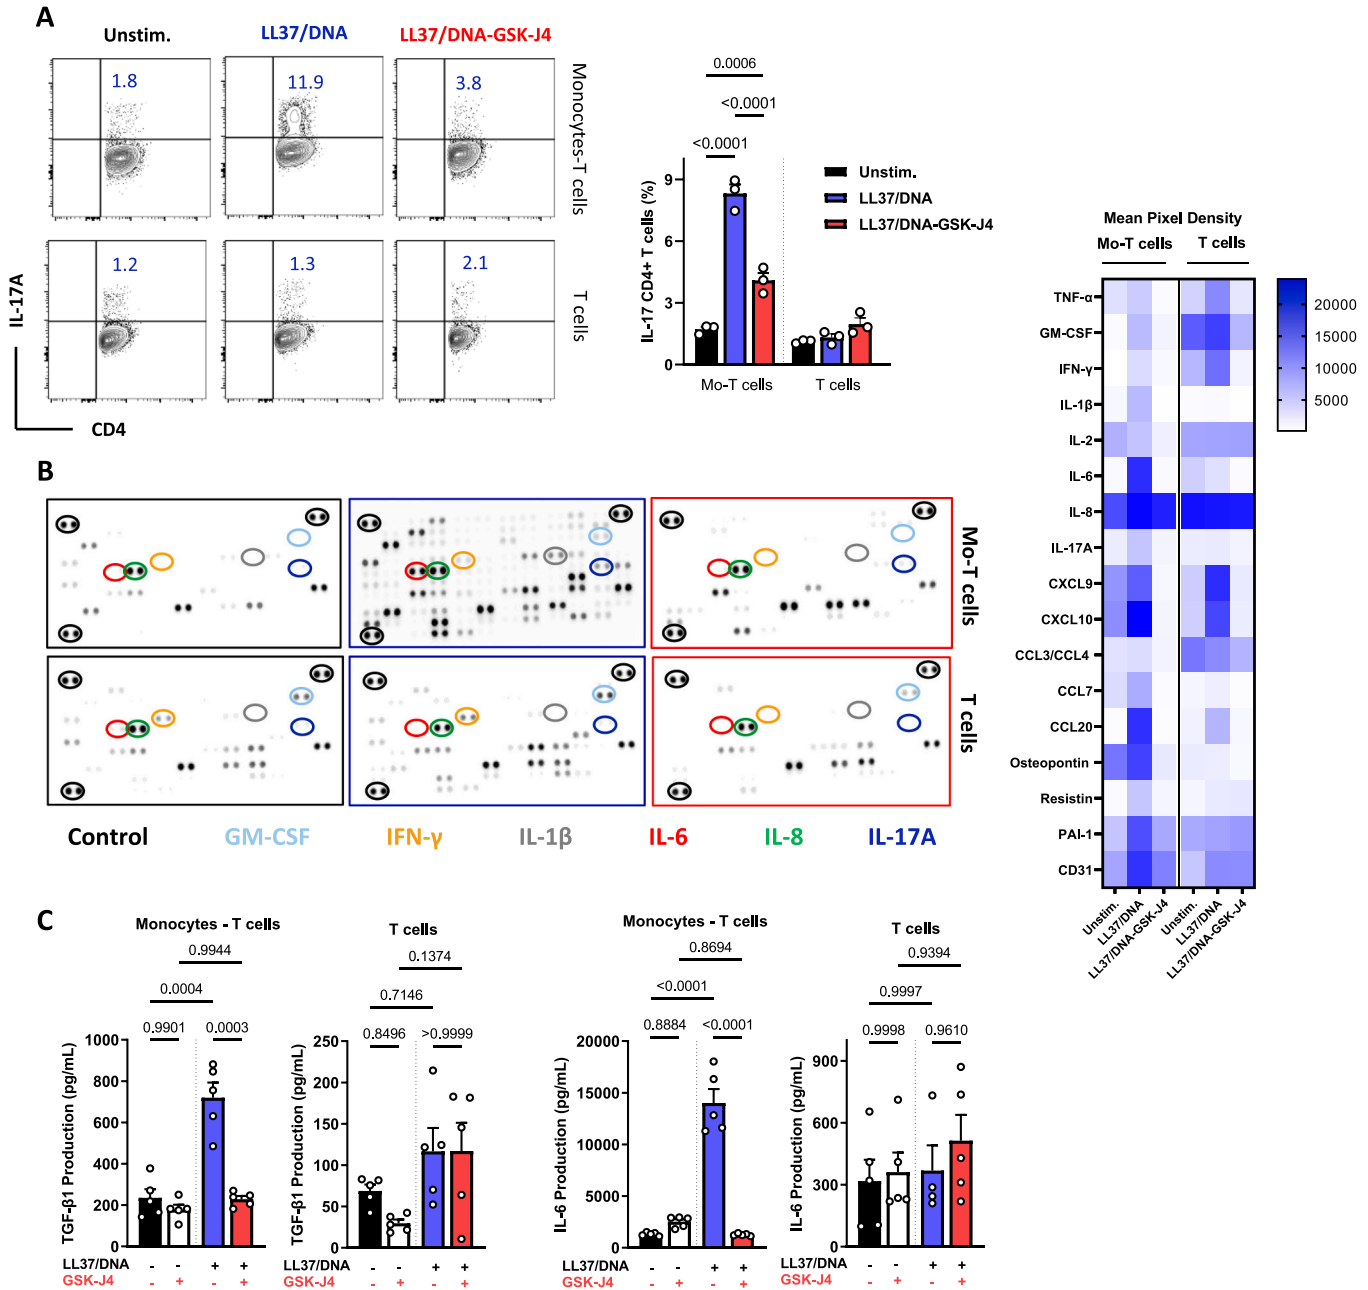 A
Unstim.
LL37/DNA
LL37/DNA-GSK-J4
1.8
11.9
3.8
Monocytes-T cells
1.2
1.3
2.1
T cells
IL-17A
CD4
0.0006
<0.0001
<0.0001
IL-17 CD4+ T cells (%)
9
6
3
0
Mo-T cells
T cells
Unstim.
LL37/DNA
LL37/DNA-GSK-J4
Mean Pixel Density
Mo-T cells
T cells
TNF-α
GM-CSF
IFN-γ
IL-1β
IL-2
IL-6
IL-8
IL-17A
CXCL9
CXCL10
CCL3/CCL4
CCL7
CCL20
Osteopontin
Resistin
PAI-1
CD31
Unstim.
LL37/DNA
LL37/DNA-GSK-J4
Unstim.
LL37/DNA
LL37/DNA-GSK-J4
20000
15000
10000
5000
B
Mo-T cells
T cells
Control
GM-CSF
IFN-γ
IL-1β
IL-6
IL-8
IL-17A
C
Monocytes - T cells
0.9944
0.0004
0.9901
0.0003
TGF-β1 Production (pg/mL)
1000
800
600
400
200
0
LL37/DNA - - + +
GSK-J4 - + - +
T cells
0.1374
0.7146
0.8496
>0.9999
TGF-β1 Production (pg/mL)
250
200
150
100
50
0
LL37/DNA - - + +
GSK-J4 - + - +
Monocytes - T cells
0.8694
<0.0001
0.8884
<0.0001
IL-6 Production (pg/mL)
20000
15000
10000
5000
0
LL37/DNA - - + +
GSK-J4 - + - +
T cells
0.9394
0.9997
0.9998
0.9610
IL-6 Production (pg/mL)
900
600
300
0
LL37/DNA - - + +
GSK-J4 - + - +